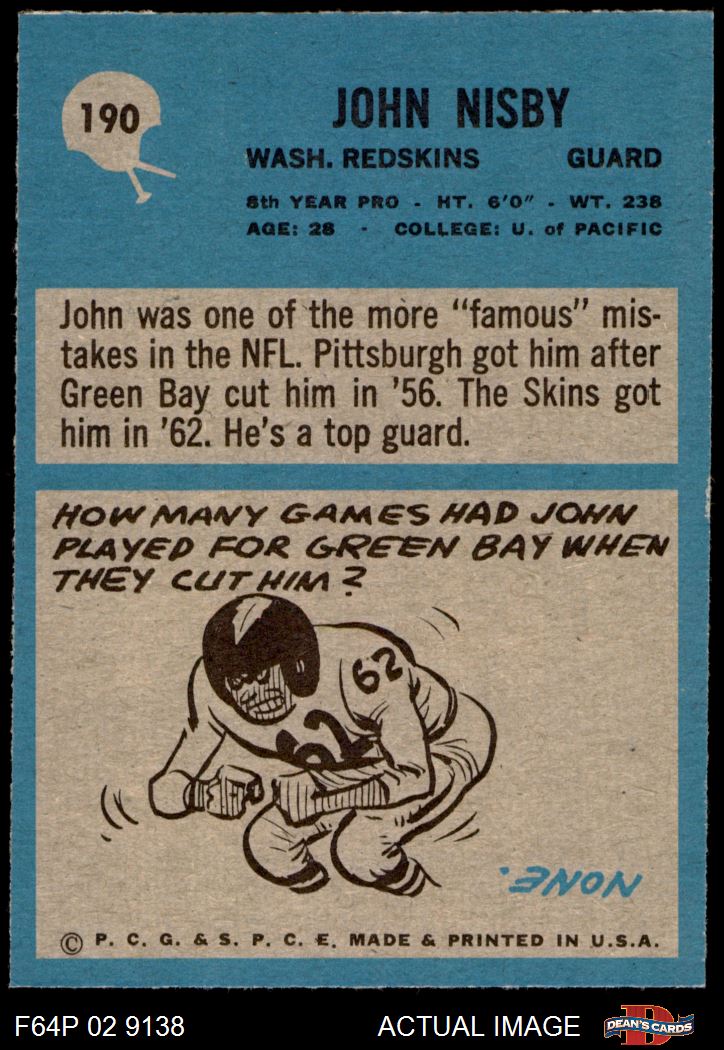 190
JOHN NISBY
WASH. REDSKINS GUARD
8th YEAR PRO - HT. 6'0" - WT. 238
AGE: 28 - COLLEGE: U. of PACIFIC
John was one of the more "famous" mis-
takes in the NFL. Pittsburgh got him after
Green Bay cut him in '56. The Skins got
him in '62. He's a top guard.
HOW MANY GAMES HAD JOHN
PLAYED FOR GREEN BAY WHEN
THEY CUT HIM?
62
62
NONE.
© P. C. G. & S. P. C. E. MADE & PRINTED IN U.S.A.
F64P 02 9138 ACTUAL IMAGE DEAN'S CARDS